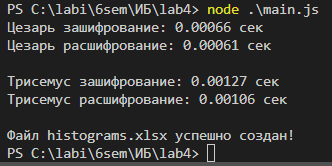 PS C:\labi\6sem\ИБ\lab4> node .\main.js
Цезарь зашифрование: 0.00066 сек
Цезарь расшифрование: 0.00061 сек
Трисемус зашифрование: 0.00127 сек
Трисемус расшифрование: 0.00106 сек
Файл histograms.xlsx успешно создан!
PS C:\labi\6sem\ИБ\lab4>